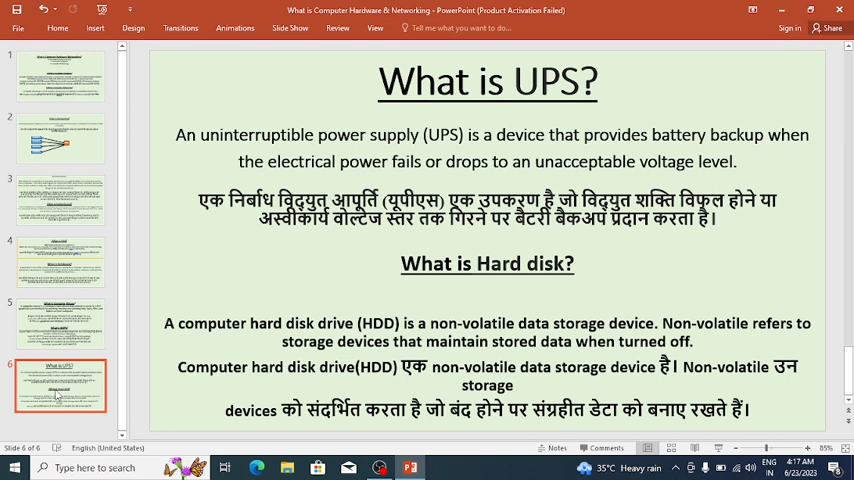 What is Computer Hardware & Networking - PowerPoint (Product Activation Failed)
File Home Insert Design Transitions Animations Slide Show Review View Tell me what you want to do... Sign in Share
1
2
3
4
5
6
What is UPS?
An uninterruptible power supply (UPS) is a device that provides battery backup when
the electrical power fails or drops to an unacceptable voltage level.
एक निर्बाध विद्युत आपूर्ति (यूपीएस) एक उपकरण है जो विद्युत शक्ति विफल होने या
अस्वीकार्य वोल्टेज स्तर तक गिरने पर बैटरी बैकअप प्रदान करता है।
What is Hard disk?
A computer hard disk drive (HDD) is a non-volatile data storage device. Non-volatile refers to
storage devices that maintain stored data when turned off.
Computer hard disk drive(HDD) एक non-volatile data storage device है। Non-volatile उन
storage
devices को संदर्भित करता है जो बंद होने पर संग्रहीत डेटा को बनाए रखते हैं।
Slide 6 of 6 English (United States) Notes Comments 85%
Type here to search 35°C Heavy rain ENG 4:17 AM
IN 6/23/2023